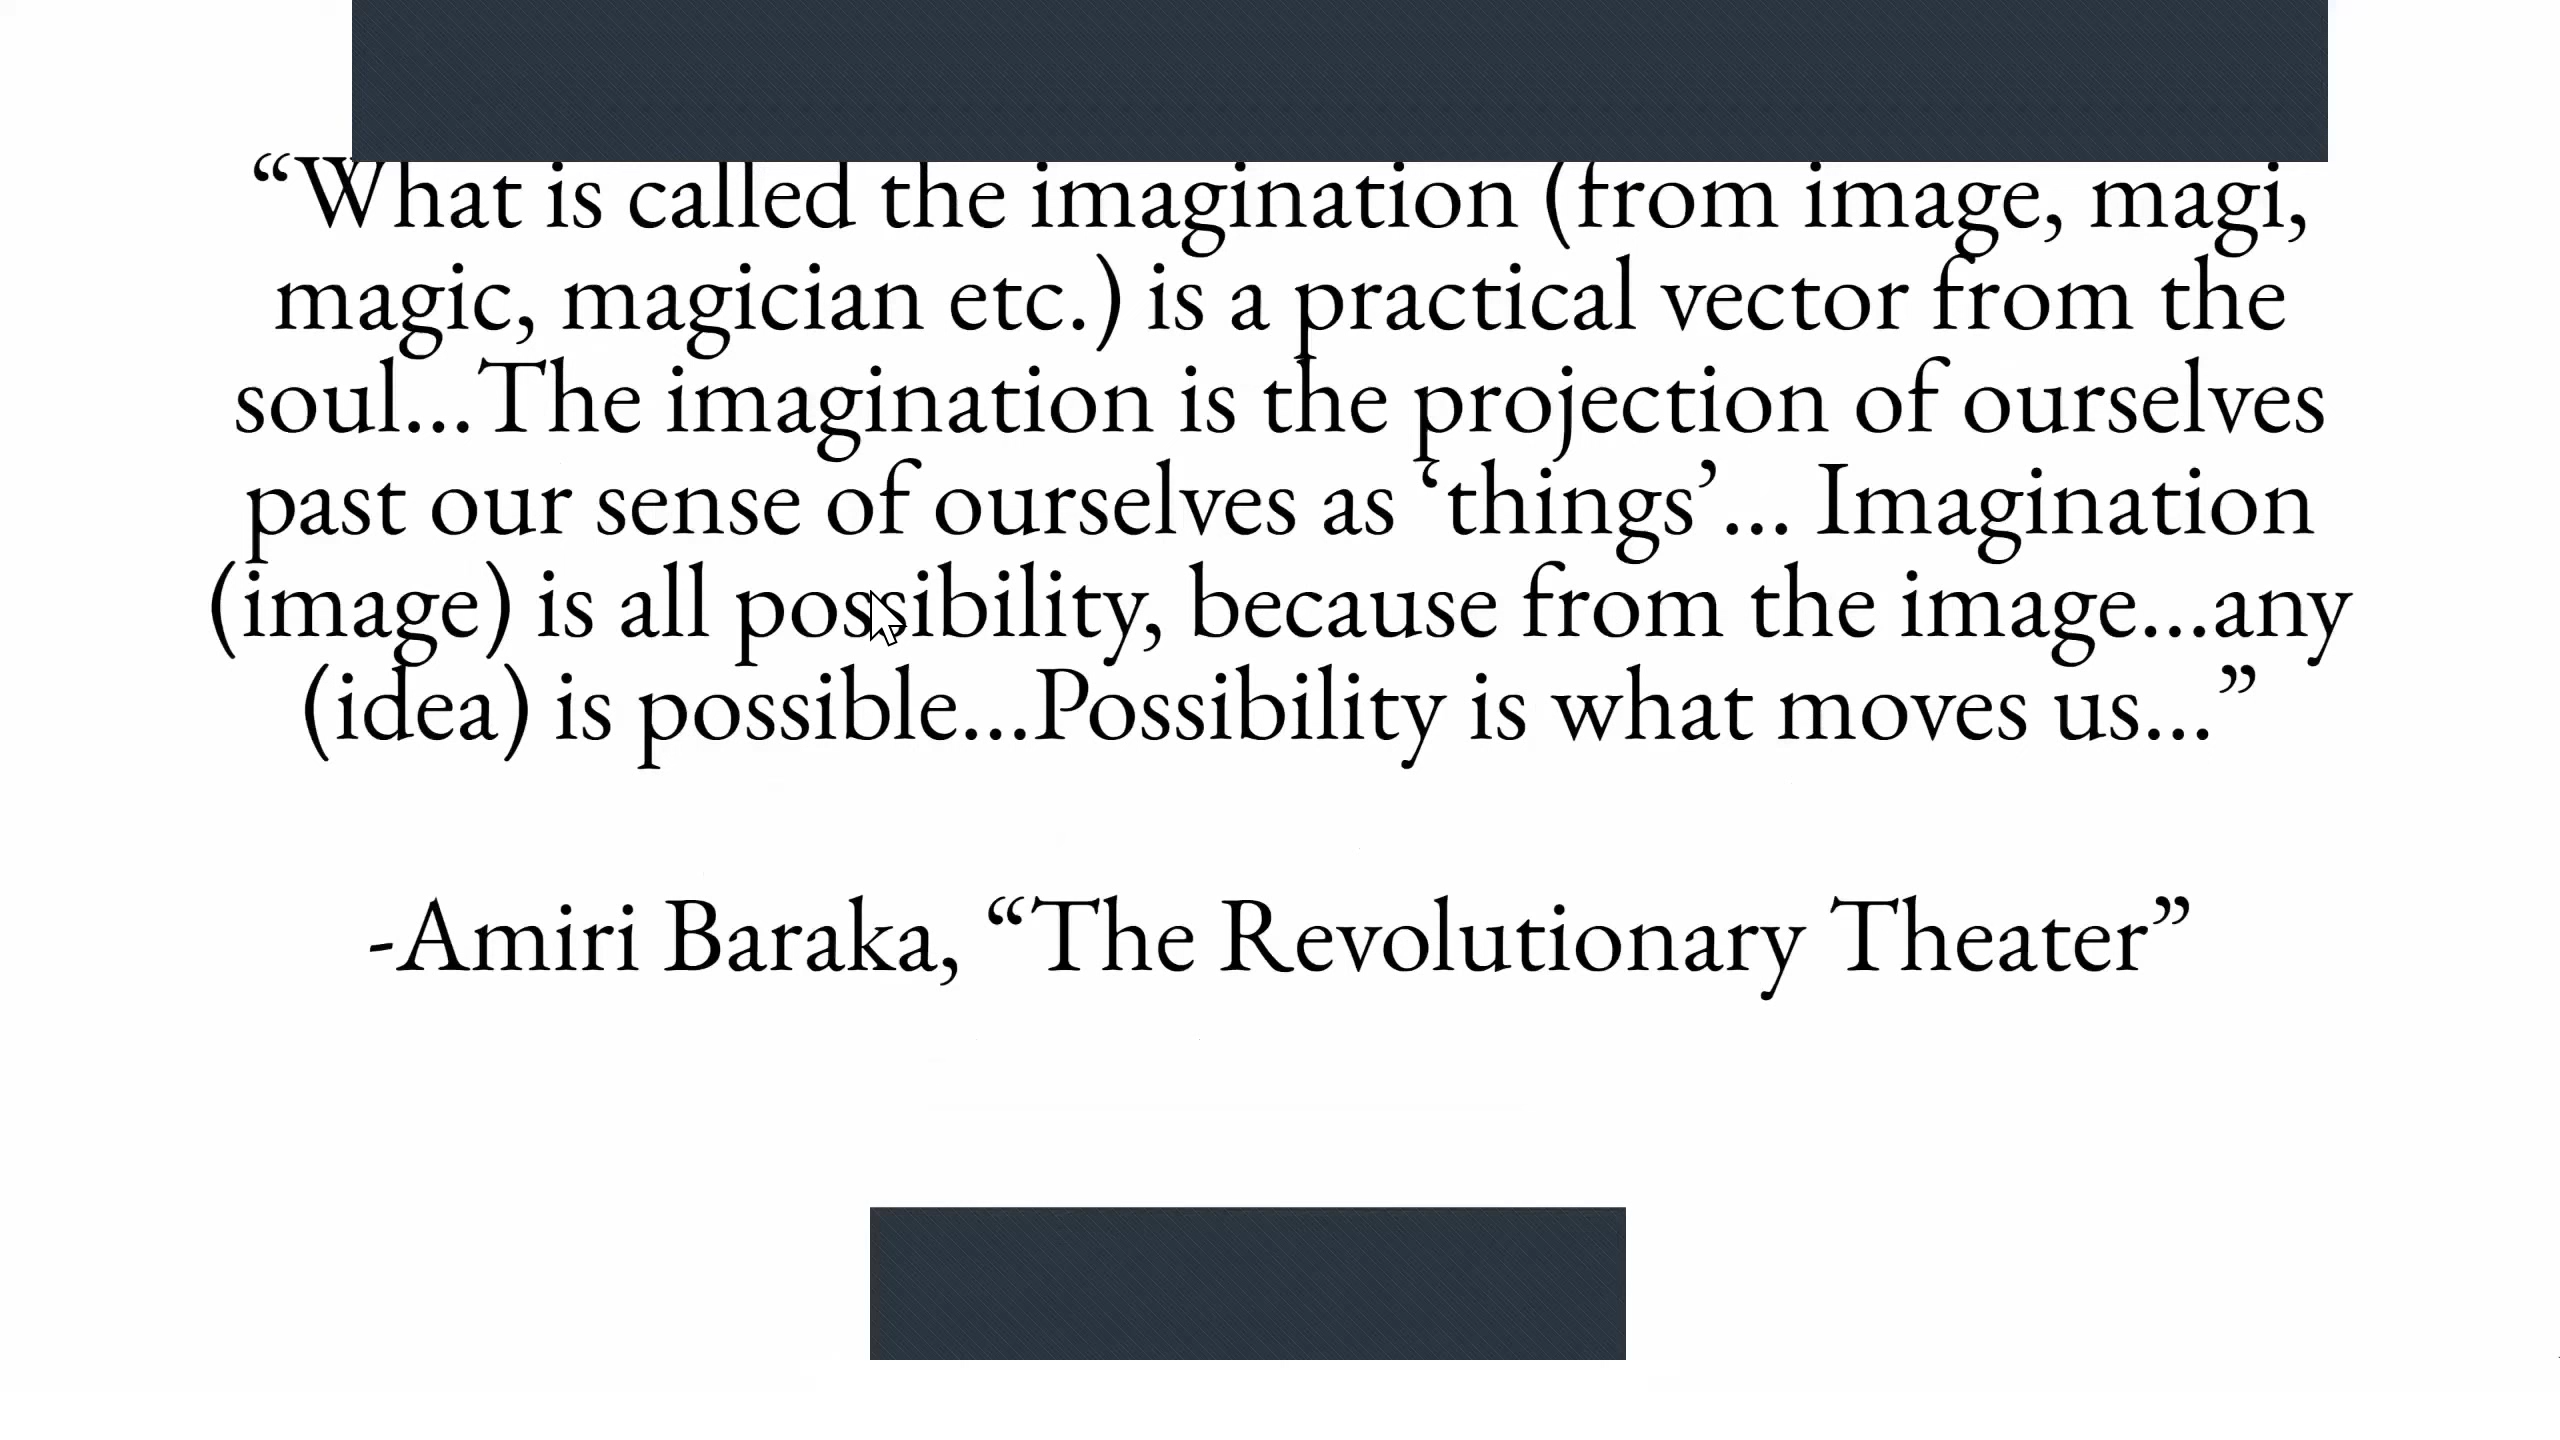 “What is called the imagination (from image, magi,
magic, magician etc.) is a practical vector from the
soul...The imagination is the projection of ourselves
past our sense of ourselves as ‘things’... Imagination
(image) is all possibility, because from the image...any
(idea) is possible...Possibility is what moves us...”
-Amiri Baraka, “The Revolutionary Theater”